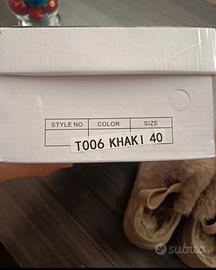 STYLE NO COLOR SIZE
T006 KHAKI 40
subito